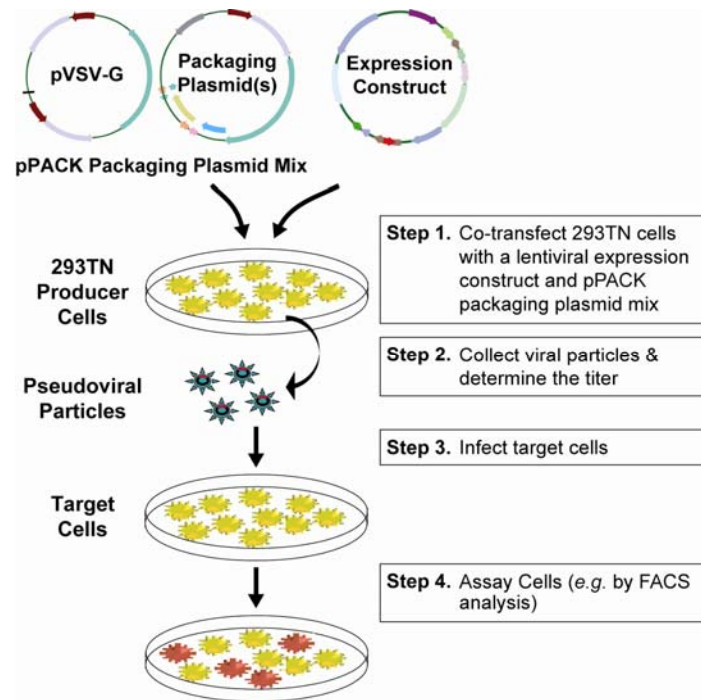 pVSV-G
Packaging
Plasmid(s)
Expression
Construct
pPACK Packaging Plasmid Mix
293TN
Producer
Cells
Step 1. Co-transfect 293TN cells
with a lentiviral expression
construct and pPACK
packaging plasmid mix
Step 2. Collect viral particles &
determine the titer
Pseudoviral
Particles
Step 3. Infect target cells
Target
Cells
Step 4. Assay Cells (e.g. by FACS
analysis)